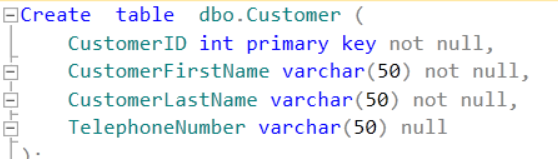 Create  table  dbo.Customer (
    CustomerID int primary key not null,
    CustomerFirstName varchar(50) not null,
    CustomerLastName varchar(50) not null,
    TelephoneNumber varchar(50) null
);